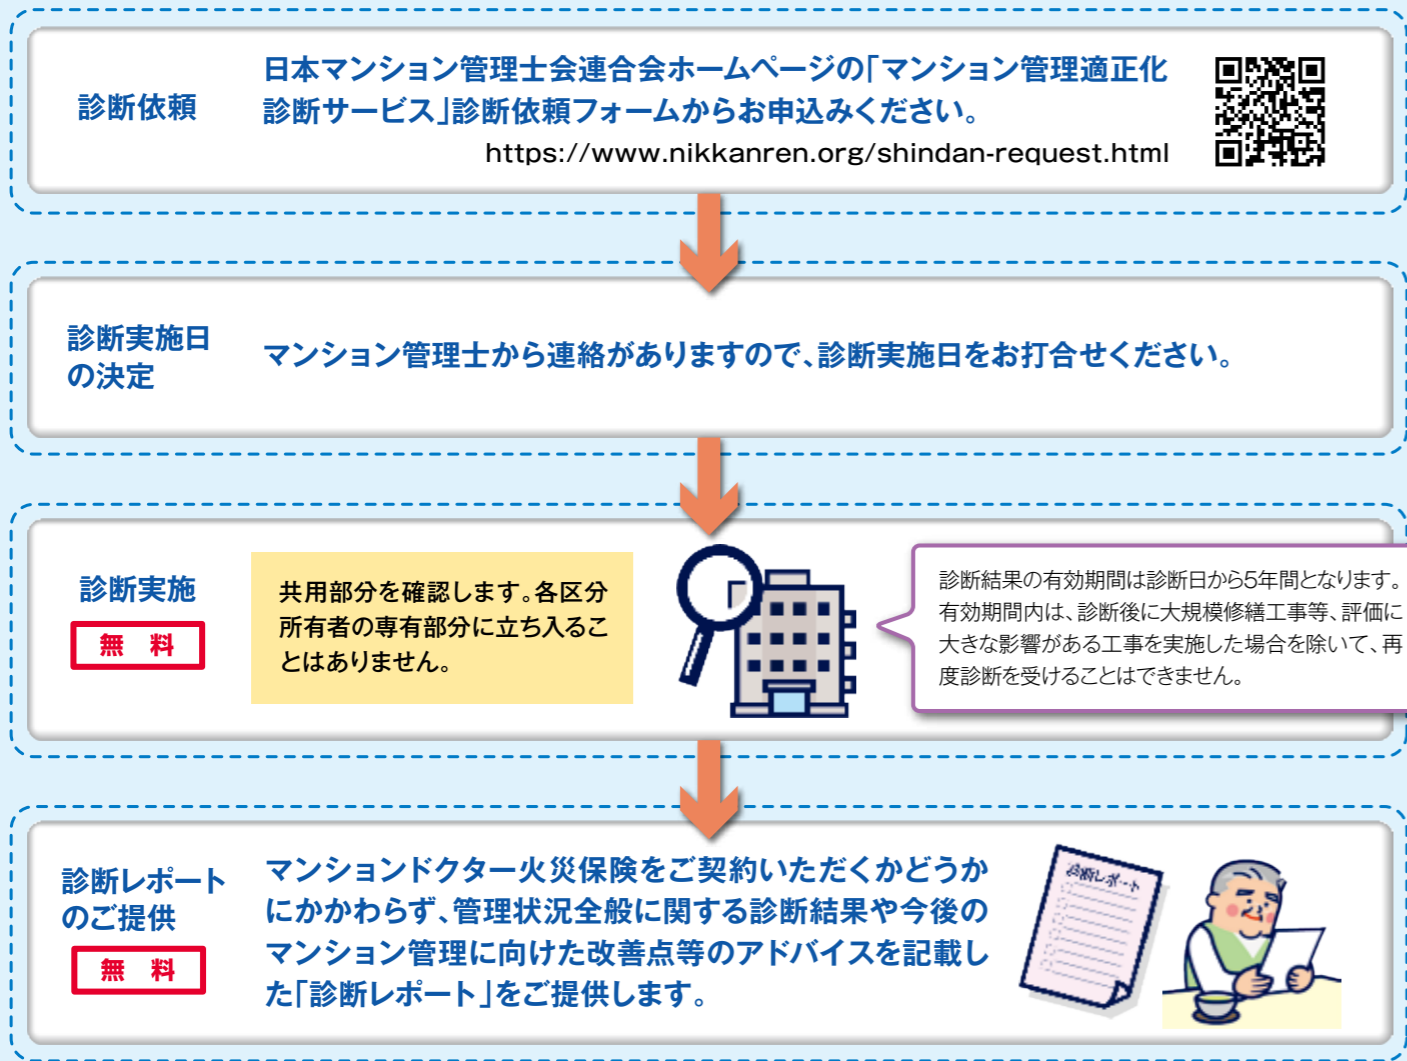 診断依頼
日本マンション管理士会連合会ホームページの「マンション管理適正化
診断サービス」診断依頼フォームからお申込みください。
https://www.nikkanren.org/shindan-request.html
診断実施日
の決定
マンション管理士から連絡がありますので、診断実施日をお打合せください。
診断実施
無 料
共用部分を確認します。各区分
所有者の専有部分に立ち入るこ
とはありません。
診断結果の有効期間は診断日から5年間となります。
有効期間内は、診断後に大規模修繕工事等、評価に
大きな影響がある工事を実施した場合を除いて、再
度診断を受けることはできません。
診断レポート
のご提供
無 料
マンションドクター火災保険をご契約いただくかどうか
にかかわらず、管理状況全般に関する診断結果や今後の
マンション管理に向けた改善点等のアドバイスを記載し
た「診断レポート」をご提供します。
診断レポート